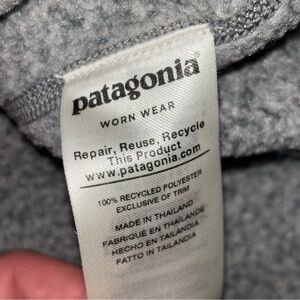 patagonia
WORN WEAR
Repair, Reuse, Recycle
This Product
www.patagonia.com
100% RECYCLED POLYESTER
EXCLUSIVE OF TRIM
MADE IN THAILAND
FABRIQUÉ EN THAILANDE
HECHO EN TAILANDIA
FATTO IN TAILANDIA